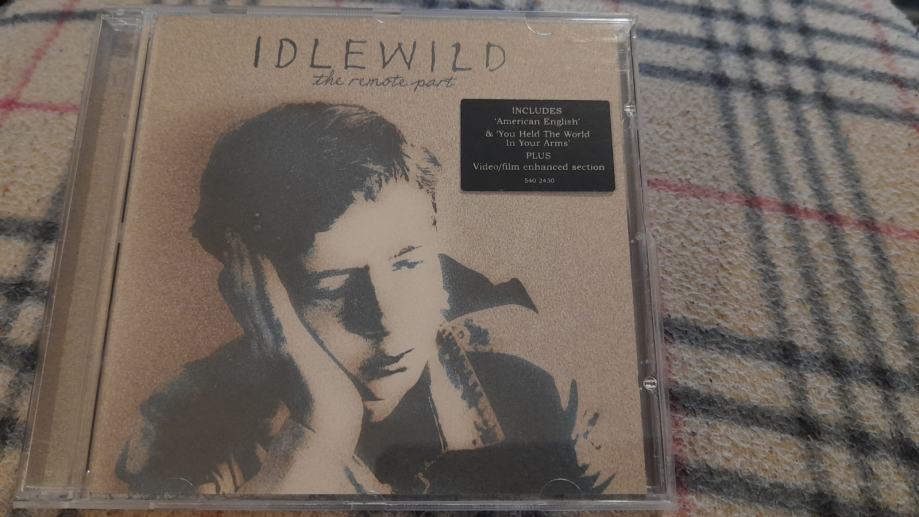 IDLEWILD
the remote part
INCLUDES
'American English'
& 'You Held The World
In Your Arms'
PLUS
Video/film enhanced section
540 2430